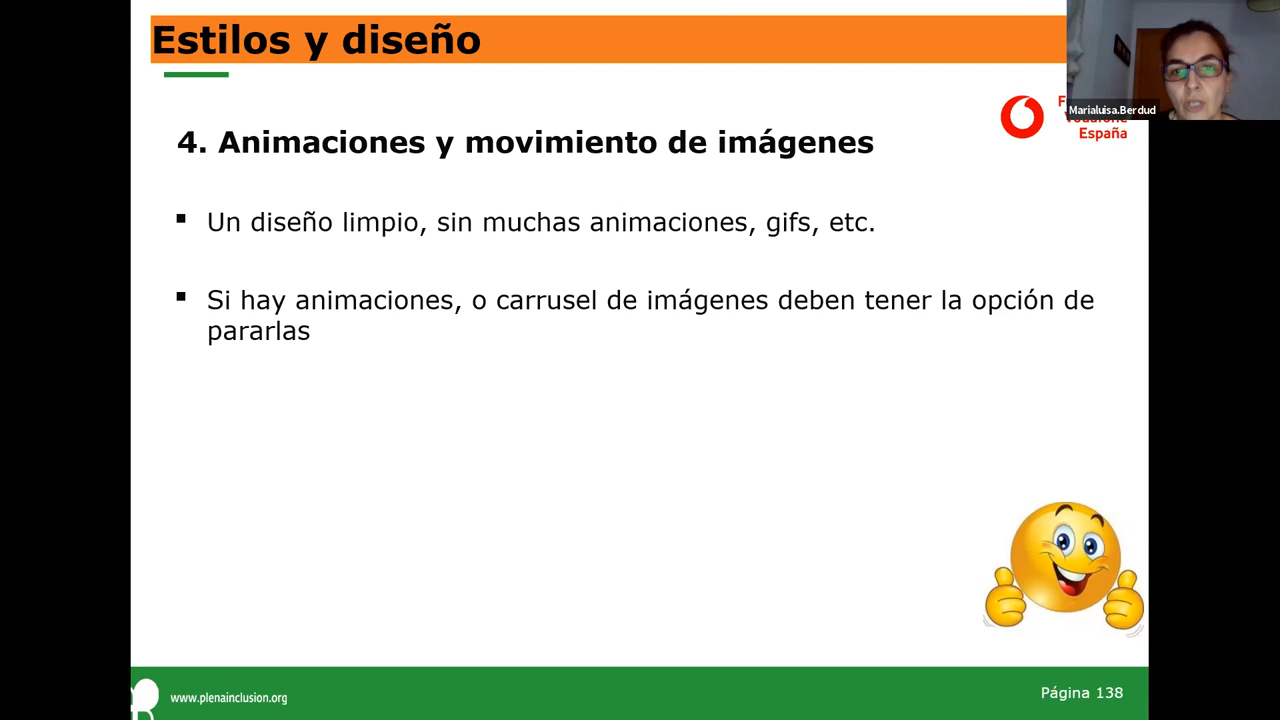 Estilos y diseño
Marialuisa.Berdud
España
4. Animaciones y movimiento de imágenes
▪ Un diseño limpio, sin muchas animaciones, gifs, etc.
▪ Si hay animaciones, o carrusel de imágenes deben tener la opción de
pararlas
www.plenainclusion.org
Página 138